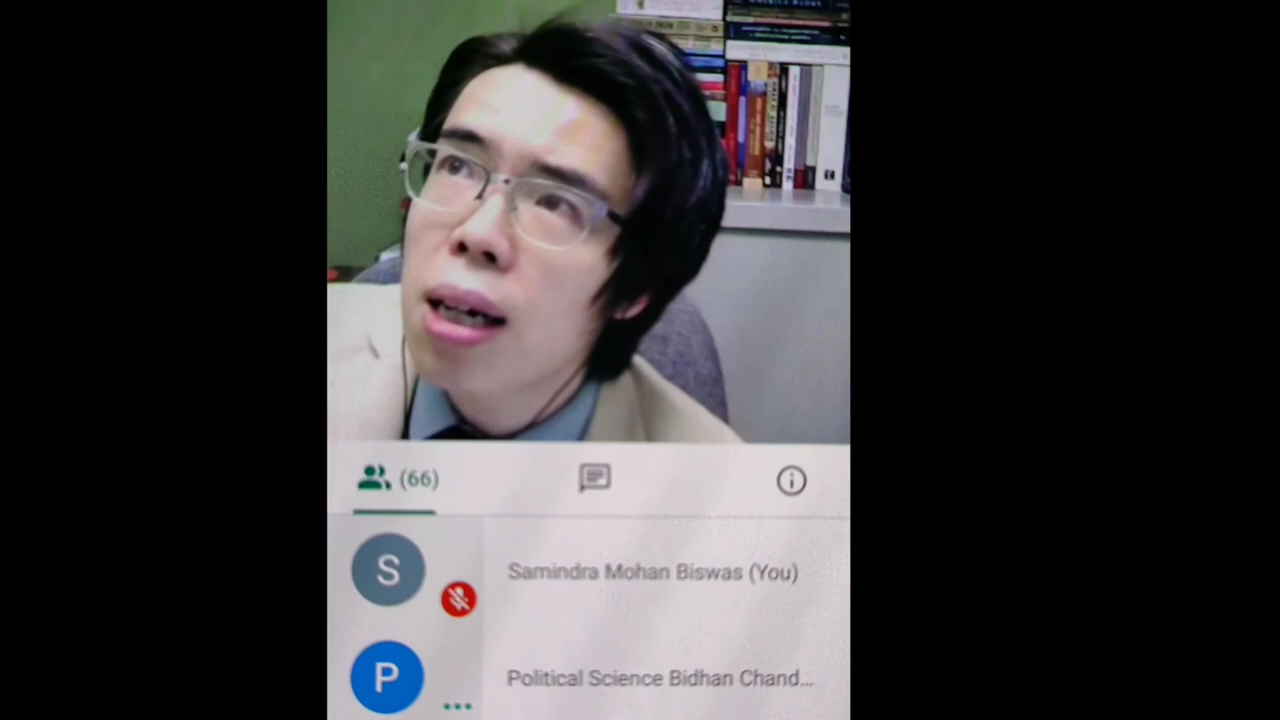 (66)
S
Samindra Mohan Biswas (You)
P
Political Science Bidhan Chand...